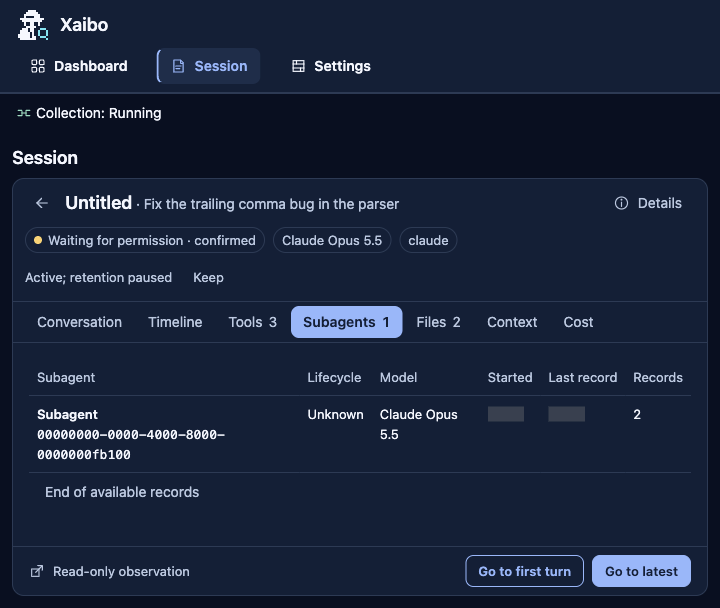 Xaibo
Dashboard Session Settings
Collection: Running
Session
Untitled · Fix the trailing comma bug in the parser Details
Waiting for permission · confirmed Claude Opus 5.5 claude
Active; retention paused Keep
Conversation Timeline Tools 3 Subagents 1 Files 2 Context Cost
Subagent Lifecycle Model Started Last record Records
Subagent Unknown Claude Opus 2
00000000-0000-4000-8000- 5.5
0000000fb100
End of available records
Read-only observation Go to first turn Go to latest